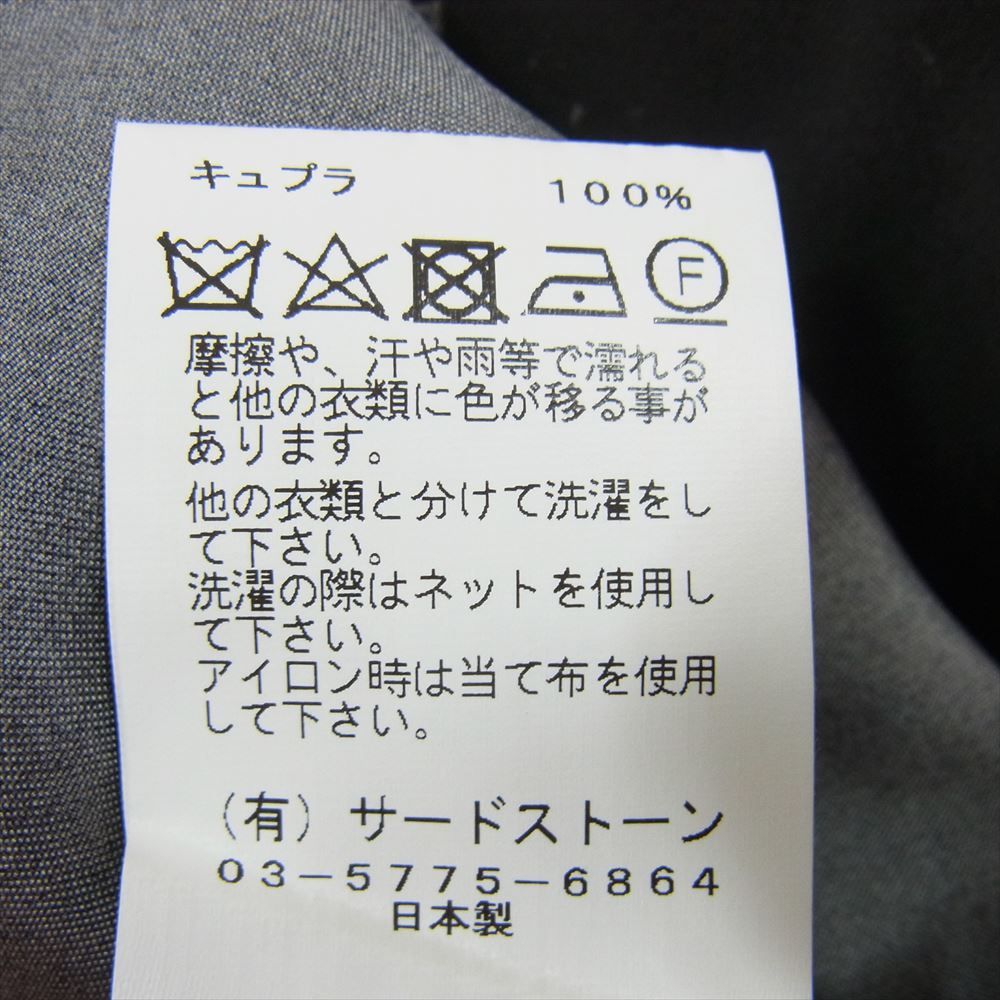 キュプラ 100%
F
摩擦や、汗や雨等で濡れる
と他の衣類に色が移る事が
あります。
他の衣類と分けて洗濯をし
て下さい。
洗濯の際はネットを使用し
て下さい。
アイロン時は当て布を使用
して下さい。
(有)サードストーン
03-5775-6864
日本製